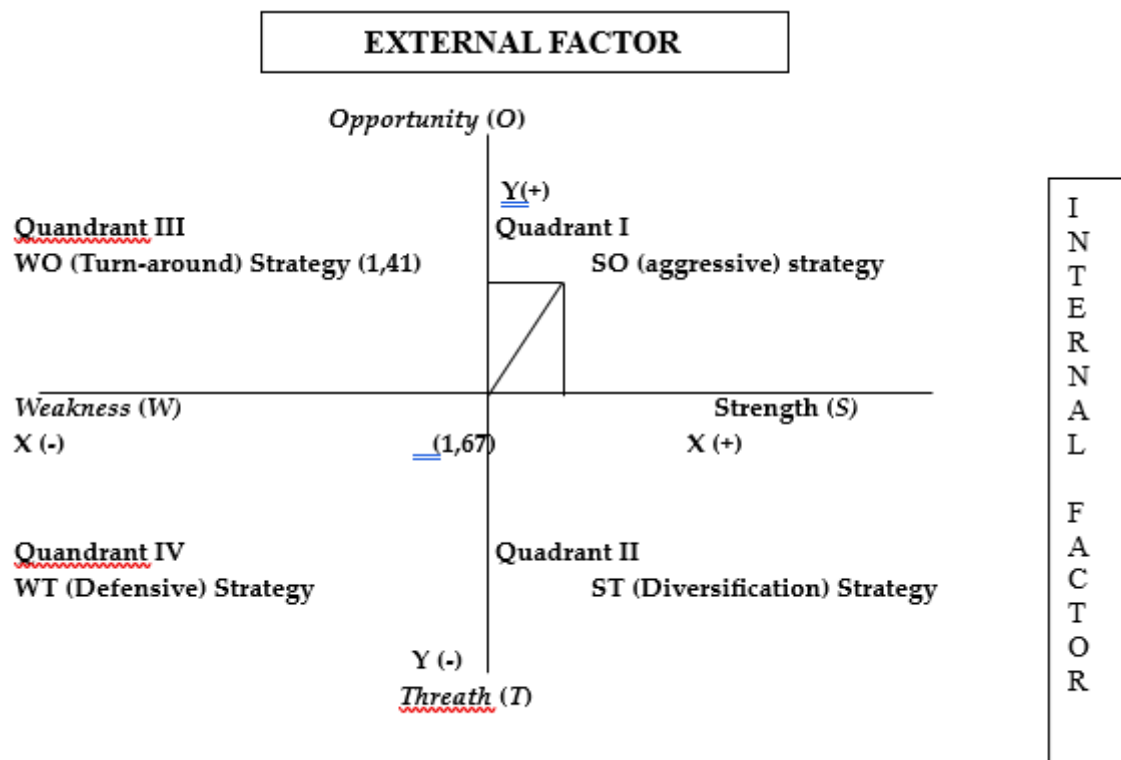 EXTERNAL FACTOR
Opportunity (O)
Y(+)
Quandrant III
Quadrant I
WO (Turn-around) Strategy (1,41)
SO (aggressive) strategy
Weakness (W)
Strength (S)
X (-)
(1,67)
X (+)
Quandrant IV
Quadrant II
WT (Defensive) Strategy
ST (Diversification) Strategy
Y (-)
Threath (T)
I
N
T
E
R
N
A
L
F
A
C
T
O
R